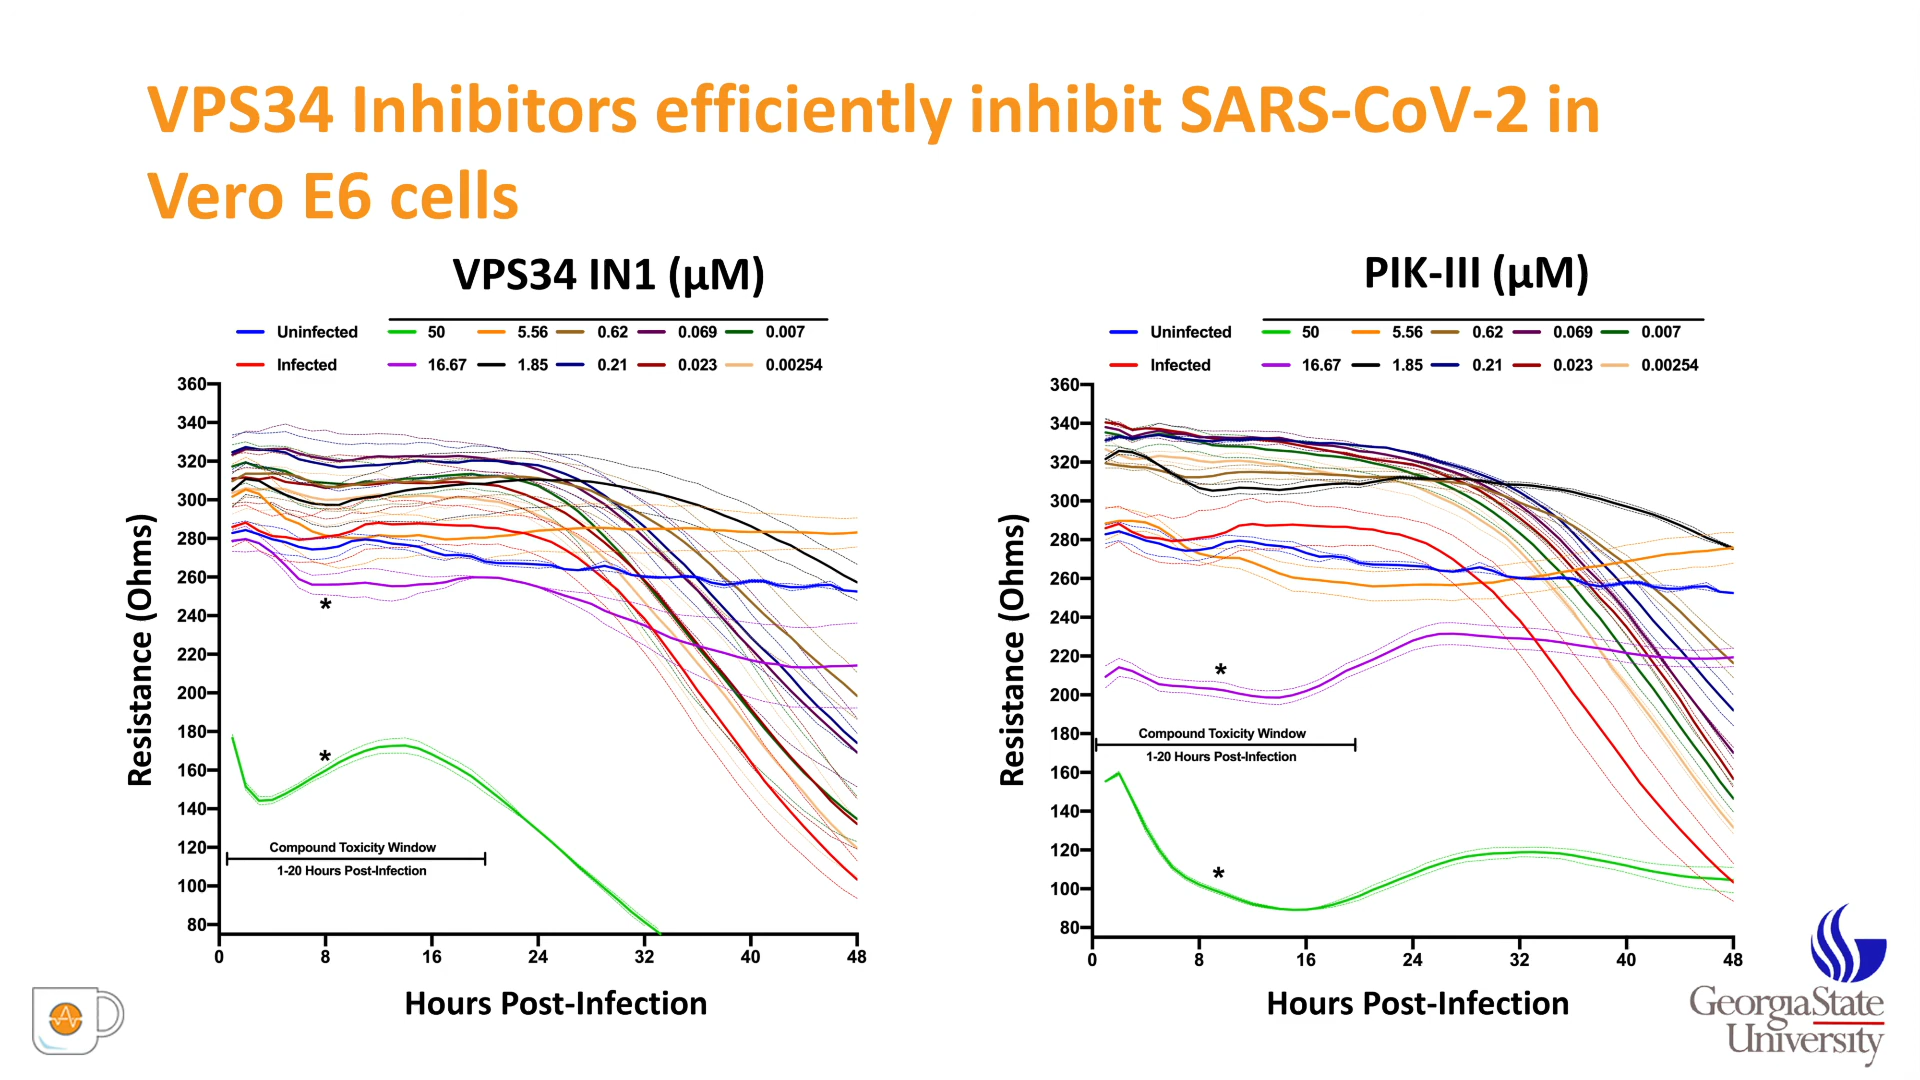 VPS34 Inhibitors efficiently inhibit SARS-CoV-2 in
Vero E6 cells
VPS34 IN1 (µM)
Uninfected 50 5.56 0.62 0.069 0.007
Infected 16.67 1.85 0.21 0.023 0.00254
360
340
320
300
280
260
240
220
200
180
160
140
120
100
80
Resistance (Ohms)
*
*
Compound Toxicity Window
1-20 Hours Post-Infection
0 8 16 24 32 40 48
Hours Post-Infection
PIK-III (µM)
Uninfected 50 5.56 0.62 0.069 0.007
Infected 16.67 1.85 0.21 0.023 0.00254
360
340
320
300
280
260
240
220
200
180
160
140
120
100
80
Resistance (Ohms)
*
Compound Toxicity Window
1-20 Hours Post-Infection
*
0 8 16 24 32 40 48
Hours Post-Infection
GeorgiaState
University